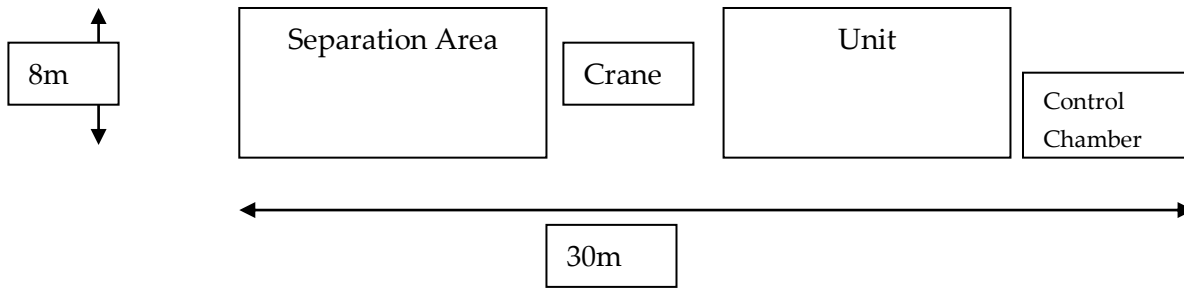 Separation Area
Unit
8m
Crane
Control
Chamber
30m